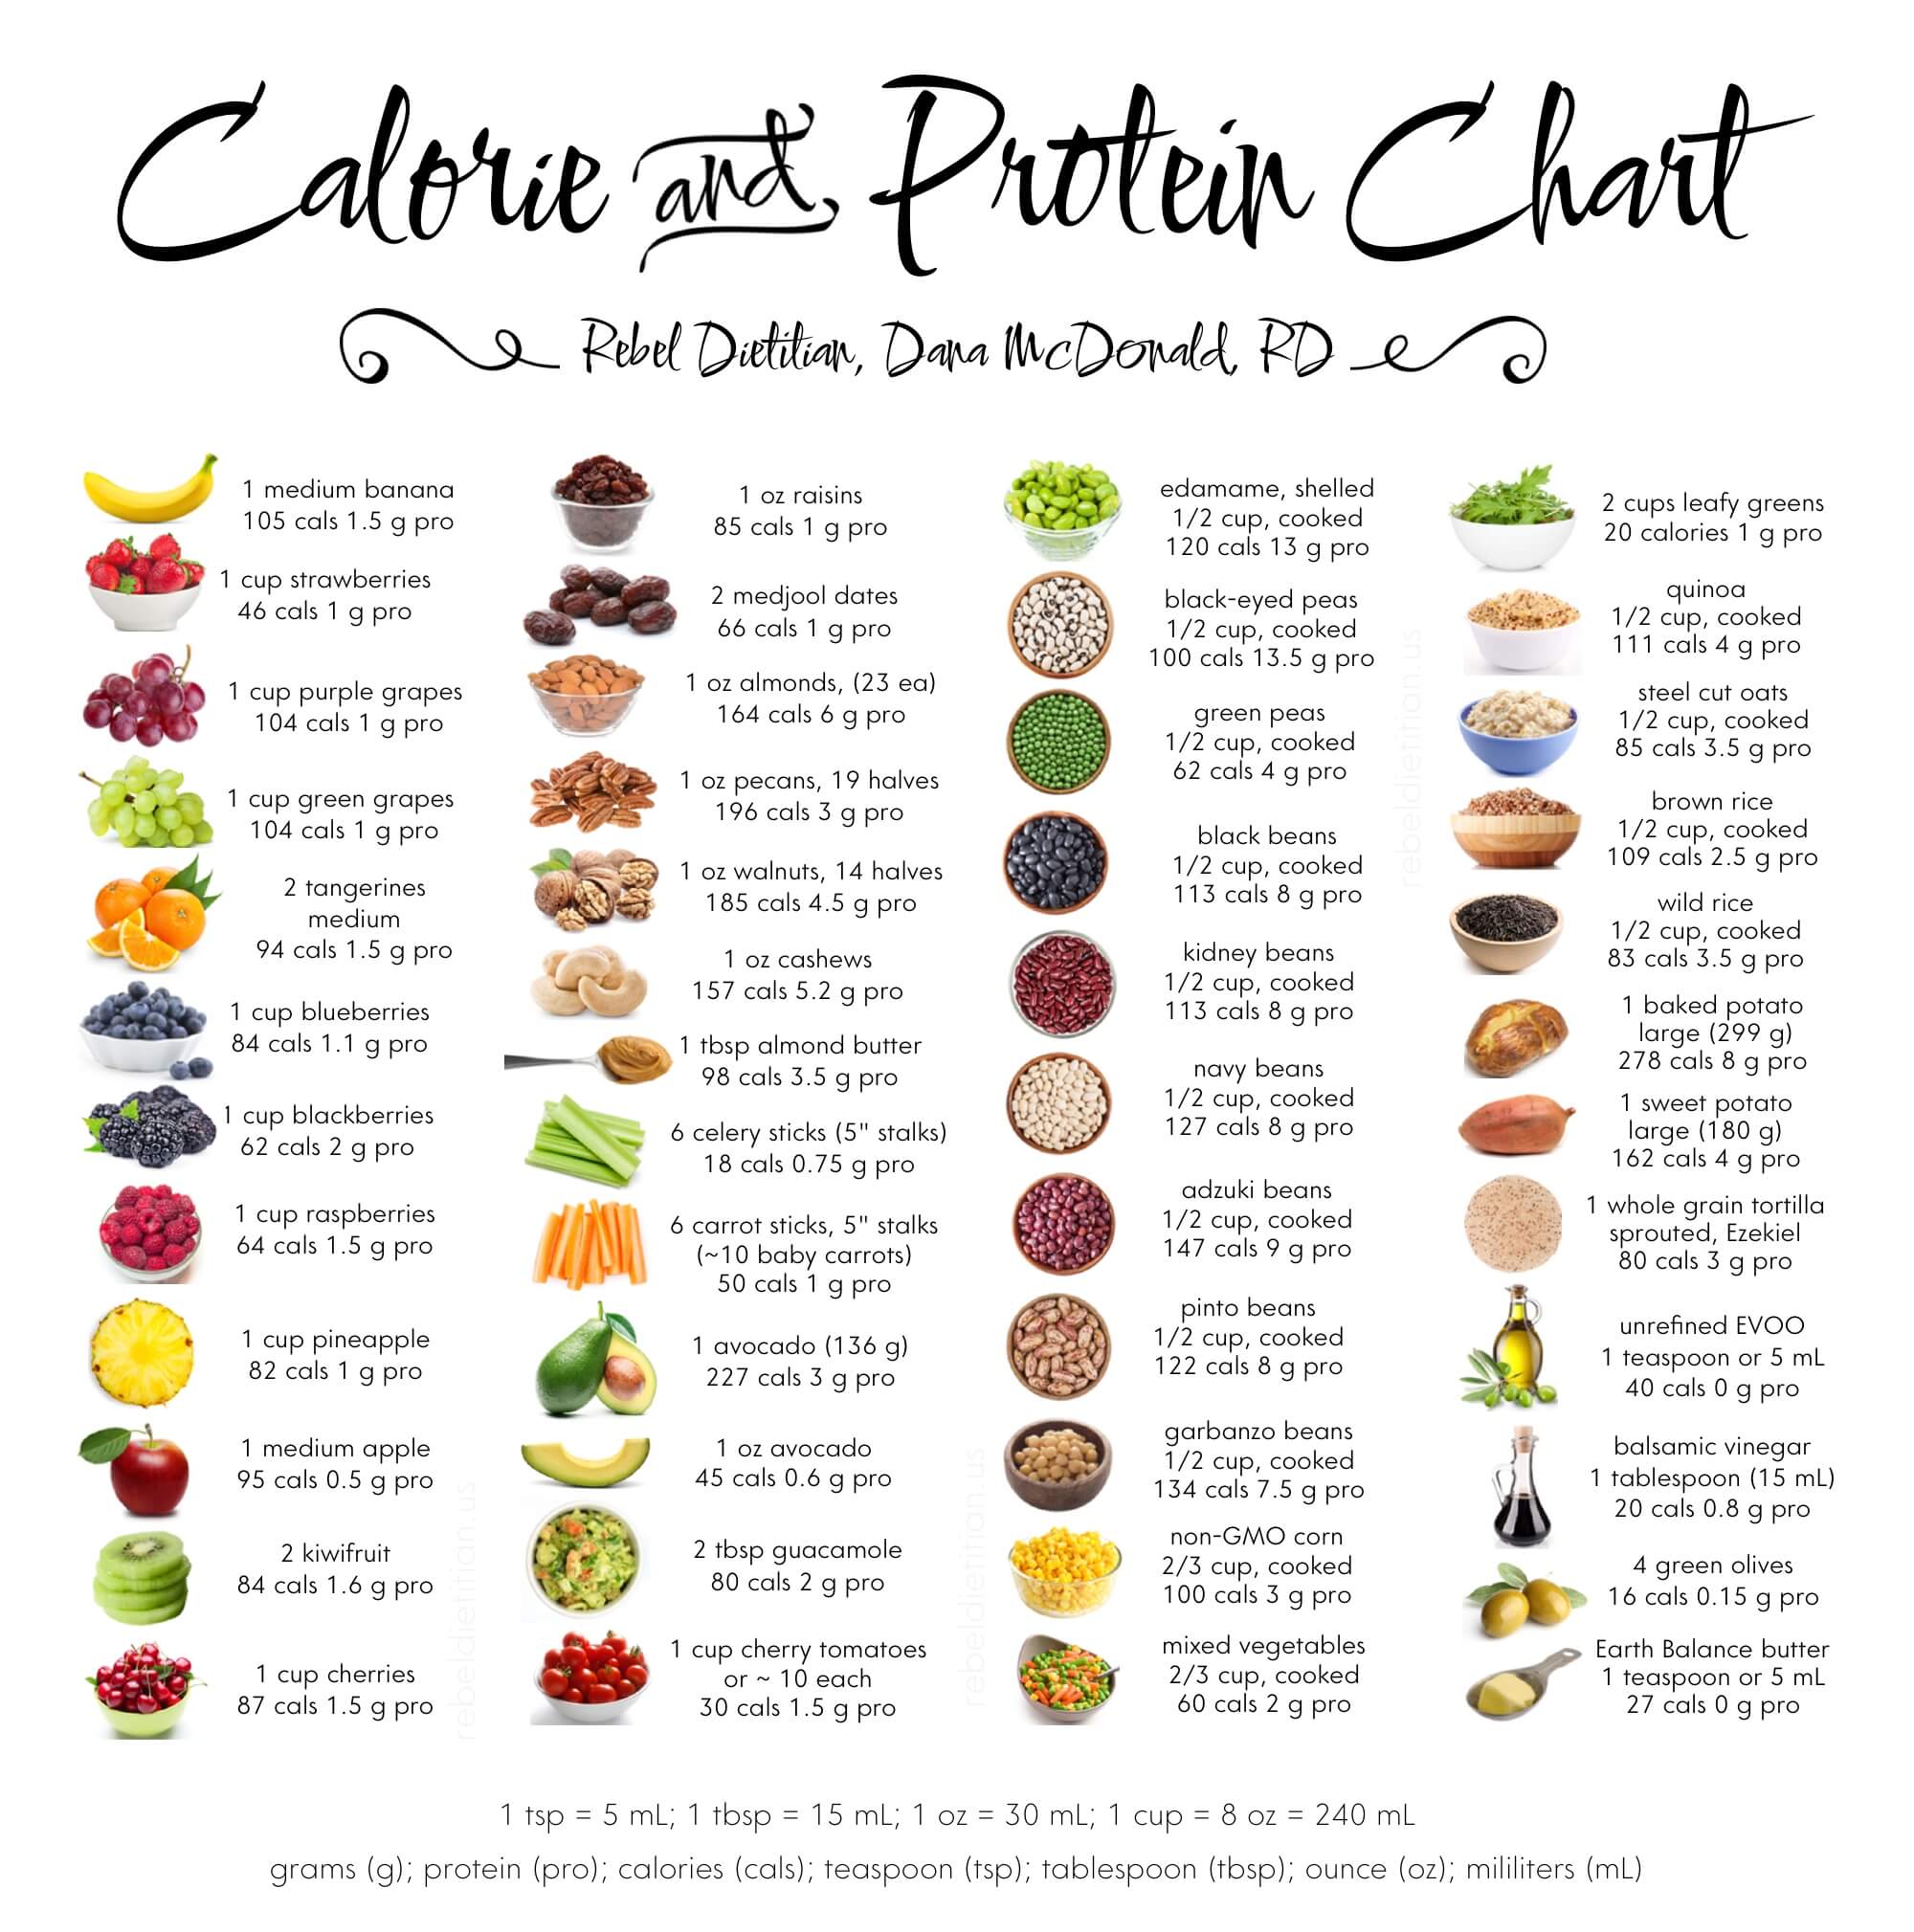 Calorie and Protein Chart
Rebel Dietitian, Dana McDonald, RD
1 medium banana
105 cals 1.5 g pro
1 cup strawberries
46 cals 1 g pro
1 cup purple grapes
104 cals 1 g pro
1 cup green grapes
104 cals 1 g pro
2 tangerines
medium
94 cals 1.5 g pro
1 cup blueberries
84 cals 1.1 g pro
1 cup blackberries
62 cals 2 g pro
1 cup raspberries
64 cals 1.5 g pro
1 cup pineapple
82 cals 1 g pro
1 medium apple
95 cals 0.5 g pro
2 kiwifruit
84 cals 1.6 g pro
1 cup cherries
87 cals 1.5 g pro
rebeldietitian.us
1 oz raisins
85 cals 1 g pro
2 medjool dates
66 cals 1 g pro
1 oz almonds, (23 ea)
164 cals 6 g pro
1 oz pecans, 19 halves
196 cals 3 g pro
1 oz walnuts, 14 halves
185 cals 4.5 g pro
1 oz cashews
157 cals 5.2 g pro
1 tbsp almond butter
98 cals 3.5 g pro
6 celery sticks (5" stalks)
18 cals 0.75 g pro
6 carrot sticks, 5" stalks
(~10 baby carrots)
50 cals 1 g pro
1 avocado (136 g)
227 cals 3 g pro
1 oz avocado
45 cals 0.6 g pro
2 tbsp guacamole
80 cals 2 g pro
1 cup cherry tomatoes
or ~ 10 each
30 cals 1.5 g pro
rebeldietitian.us
edamame, shelled
1/2 cup, cooked
120 cals 13 g pro
black-eyed peas
1/2 cup, cooked
100 cals 13.5 g pro
green peas
1/2 cup, cooked
62 cals 4 g pro
black beans
1/2 cup, cooked
113 cals 8 g pro
kidney beans
1/2 cup, cooked
113 cals 8 g pro
navy beans
1/2 cup, cooked
127 cals 8 g pro
adzuki beans
1/2 cup, cooked
147 cals 9 g pro
pinto beans
1/2 cup, cooked
122 cals 8 g pro
garbanzo beans
1/2 cup, cooked
134 cals 7.5 g pro
non-GMO corn
2/3 cup, cooked
100 cals 3 g pro
mixed vegetables
2/3 cup, cooked
60 cals 2 g pro
rebeldietitian.us
2 cups leafy greens
20 calories 1 g pro
quinoa
1/2 cup, cooked
111 cals 4 g pro
steel cut oats
1/2 cup, cooked
85 cals 3.5 g pro
brown rice
1/2 cup, cooked
109 cals 2.5 g pro
wild rice
1/2 cup, cooked
83 cals 3.5 g pro
1 baked potato
large (299 g)
278 cals 8 g pro
1 sweet potato
large (180 g)
162 cals 4 g pro
1 whole grain tortilla
sprouted, Ezekiel
80 cals 3 g pro
unrefined EVOO
1 teaspoon or 5 mL
40 cals 0 g pro
balsamic vinegar
1 tablespoon (15 mL)
20 cals 0.8 g pro
4 green olives
16 cals 0.15 g pro
Earth Balance butter
1 teaspoon or 5 mL
27 cals 0 g pro
1 tsp = 5 mL; 1 tbsp = 15 mL; 1 oz = 30 mL; 1 cup = 8 oz = 240 mL
grams (g); protein (pro); calories (cals); teaspoon (tsp); tablespoon (tbsp); ounce (oz); mililiters (mL)